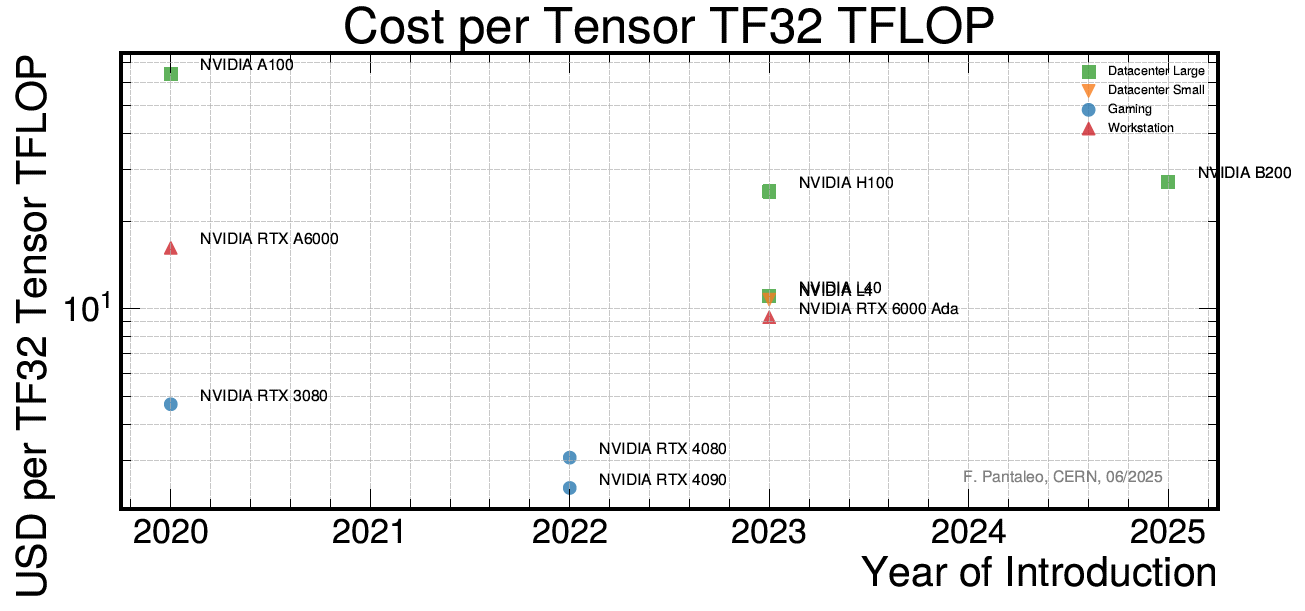 Cost per Tensor TF32 TFLOP
USD per TF32 Tensor TFLOP
NVIDIA A100
Datacenter Large
Datacenter Small
Gaming
Workstation
NVIDIA B200
NVIDIA H100
NVIDIA RTX A6000
NVIDIA L40
NVIDIA L4
10¹
NVIDIA RTX 6000 Ada
NVIDIA RTX 3080
NVIDIA RTX 4080
NVIDIA RTX 4090
F. Pantaleo, CERN, 06/2025
2020 2021 2022 2023 2024 2025
Year of Introduction